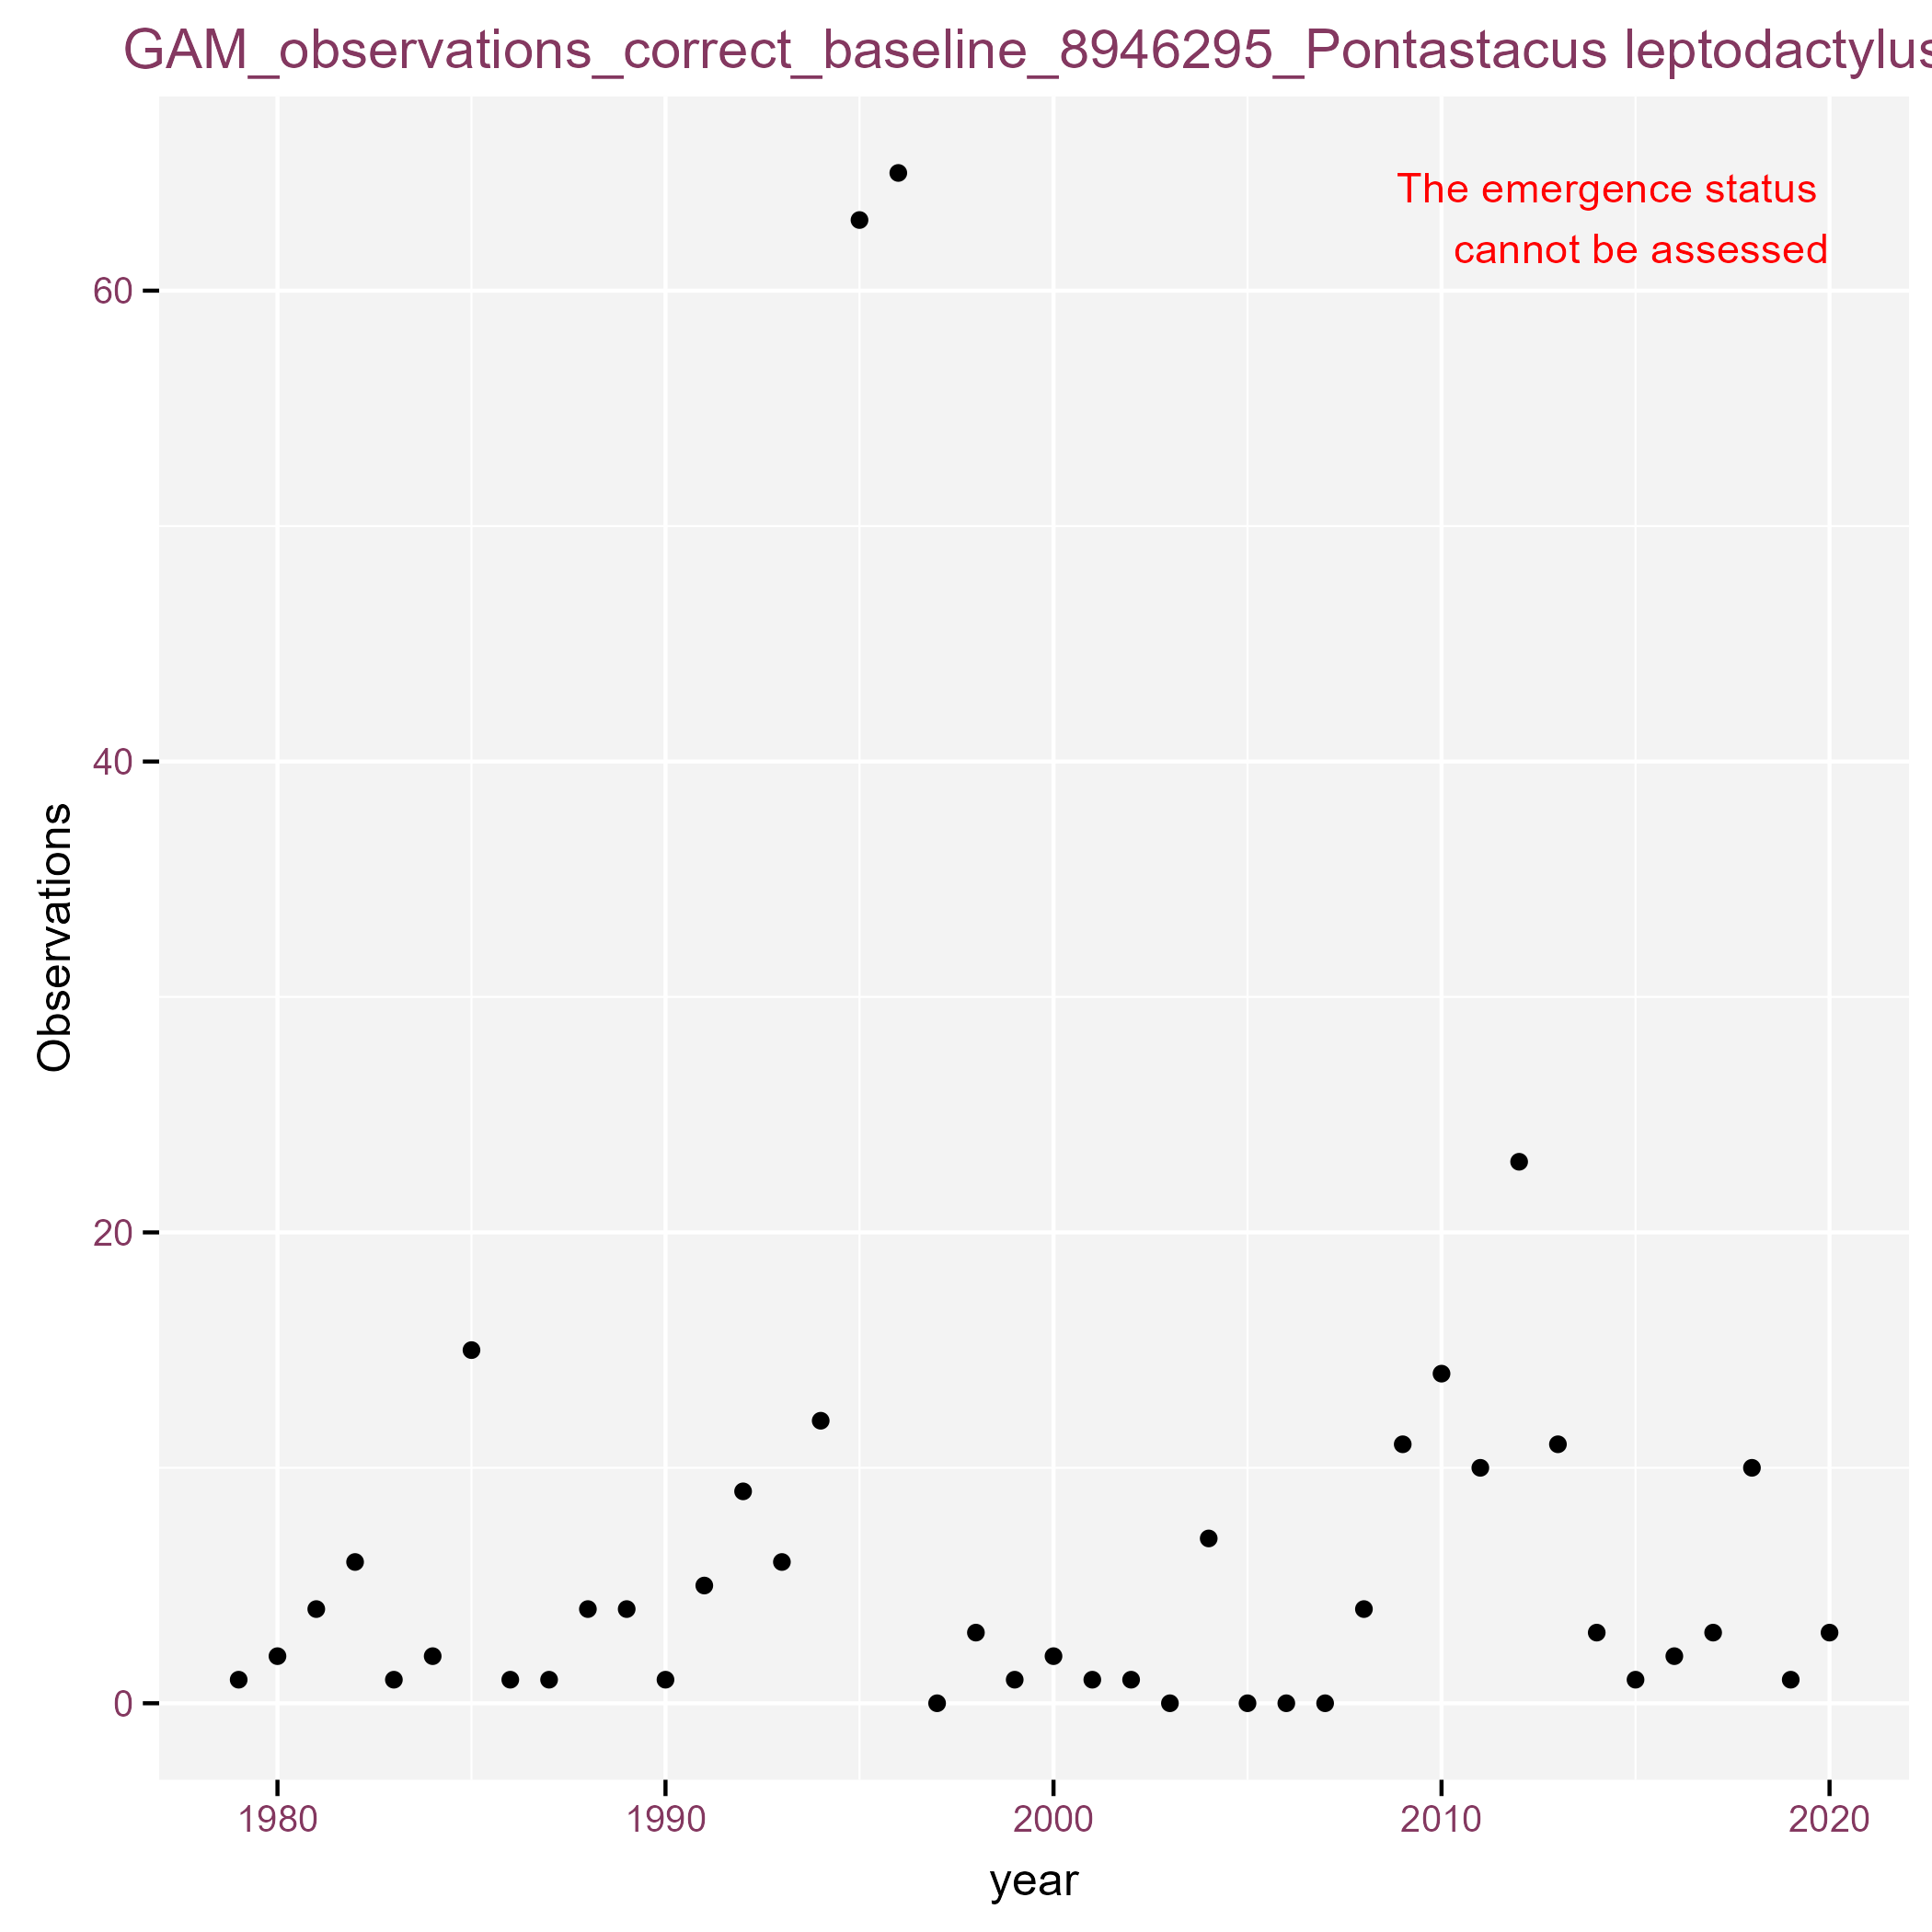 GAM_observations_correct_baseline_8946295_Pontastacus leptodactylus
The emergence status
cannot be assessed
60
40
20
0
Observations
1980 1990 2000 2010 2020
year